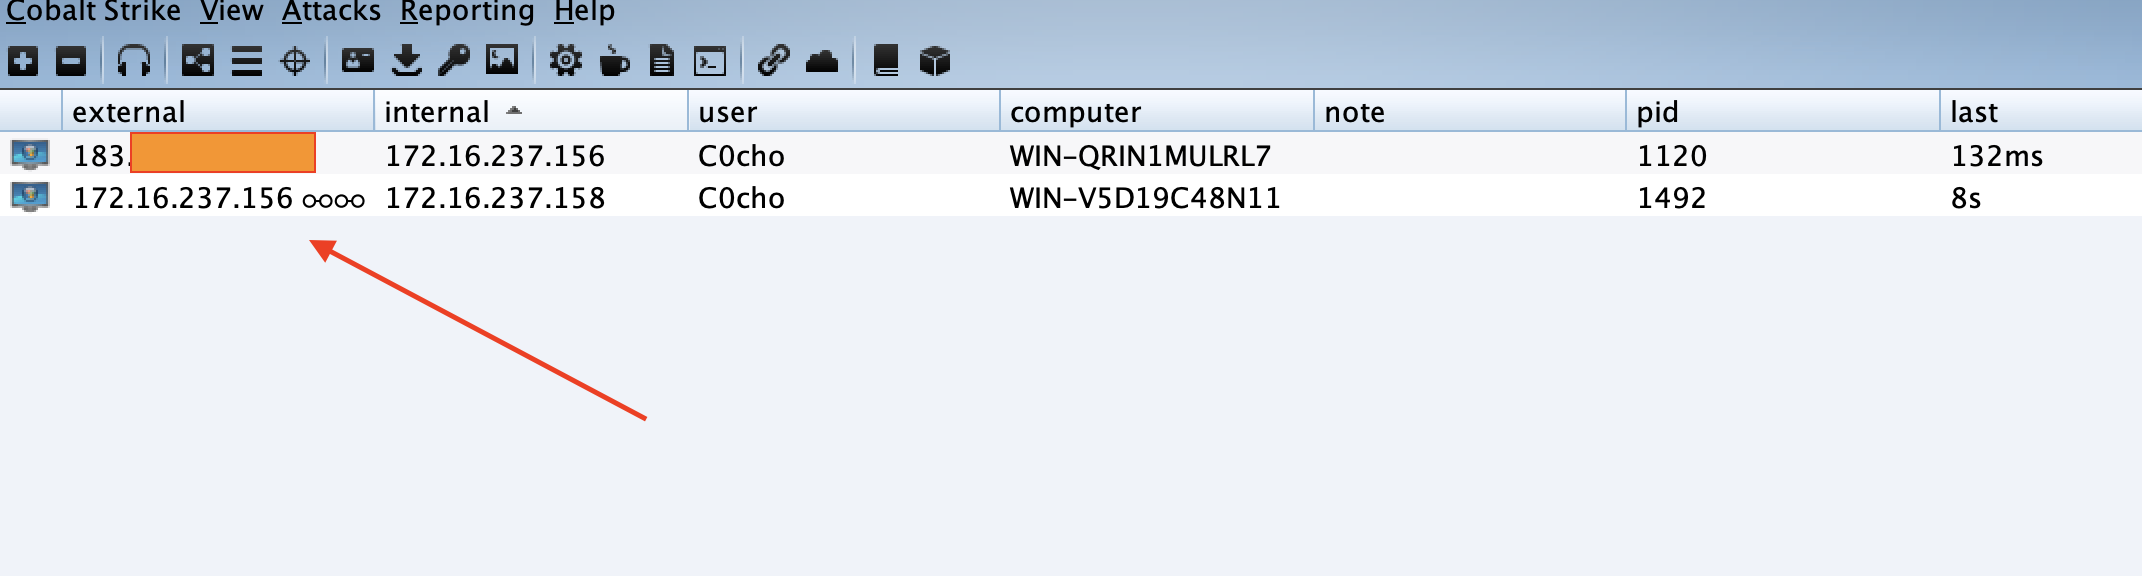 Cobalt Strike View Attacks Reporting Help
external internal user computer note pid last
183. 172.16.237.156 C0cho WIN-QRIN1MULRL7 1120 132ms
172.16.237.156 172.16.237.158 C0cho WIN-V5D19C48N11 1492 8s